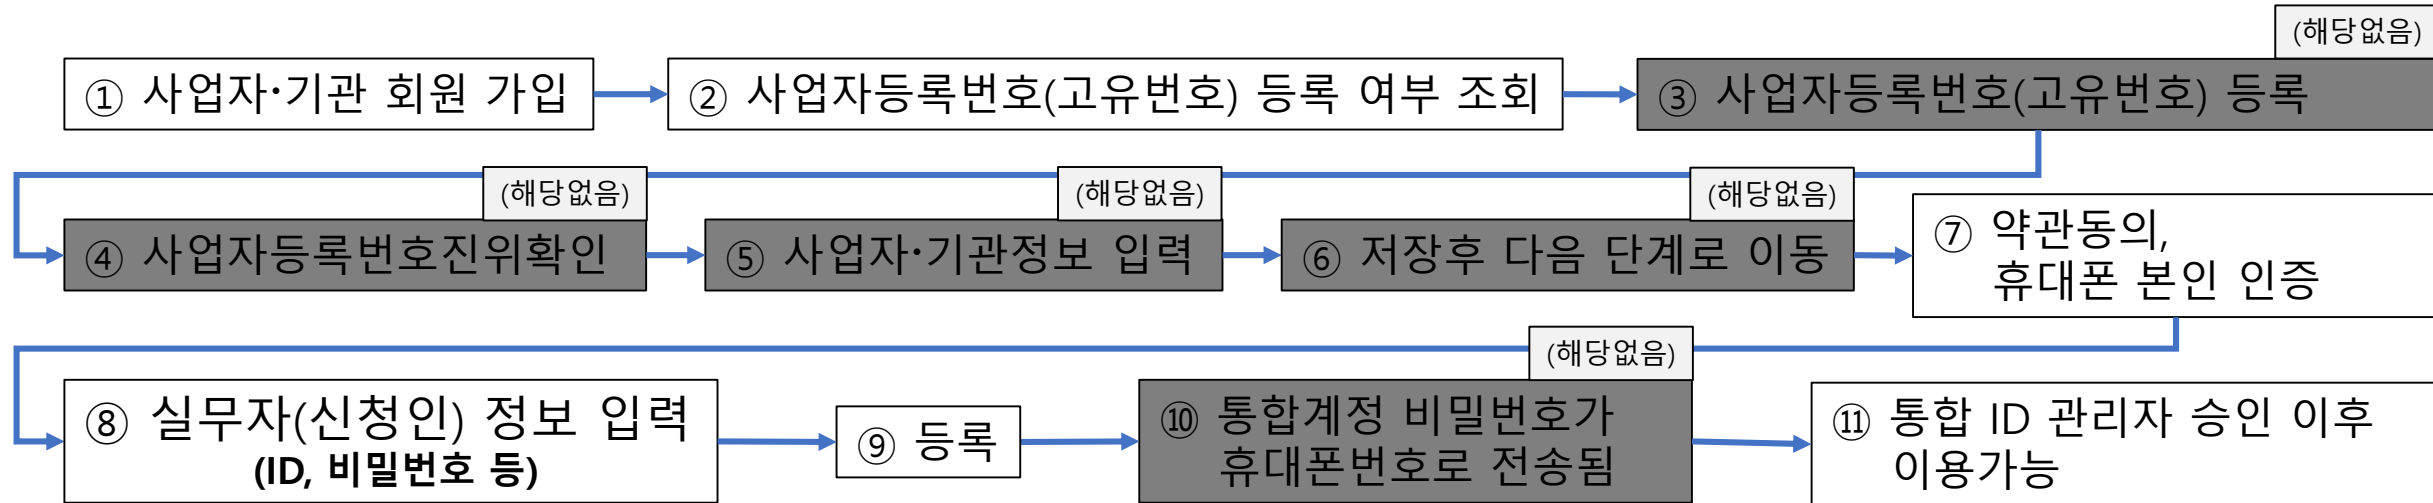 (해당없음)
① 사업자·기관 회원 가입
② 사업자등록번호(고유번호) 등록 여부 조회
③ 사업자등록번호(고유번호) 등록
(해당없음)
(해당없음)
(해당없음)
④ 사업자등록번호진위확인
⑤ 사업자·기관정보 입력
⑥ 저장후 다음 단계로 이동
⑦ 약관동의,
휴대폰 본인 인증
(해당없음)
⑧ 실무자(신청인) 정보 입력
(ID, 비밀번호 등)
⑨ 등록
⑩ 통합계정 비밀번호가
휴대폰번호로 전송됨
⑪ 통합 ID 관리자 승인 이후
이용가능